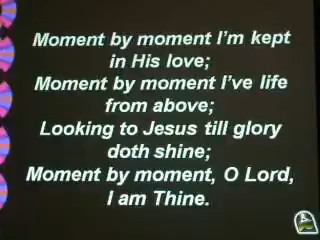 Moment by moment I'm kept
in His love;
Moment by moment I've life
from above;
Looking to Jesus till glory
doth shine;
Moment by moment, O Lord,
I am Thine.